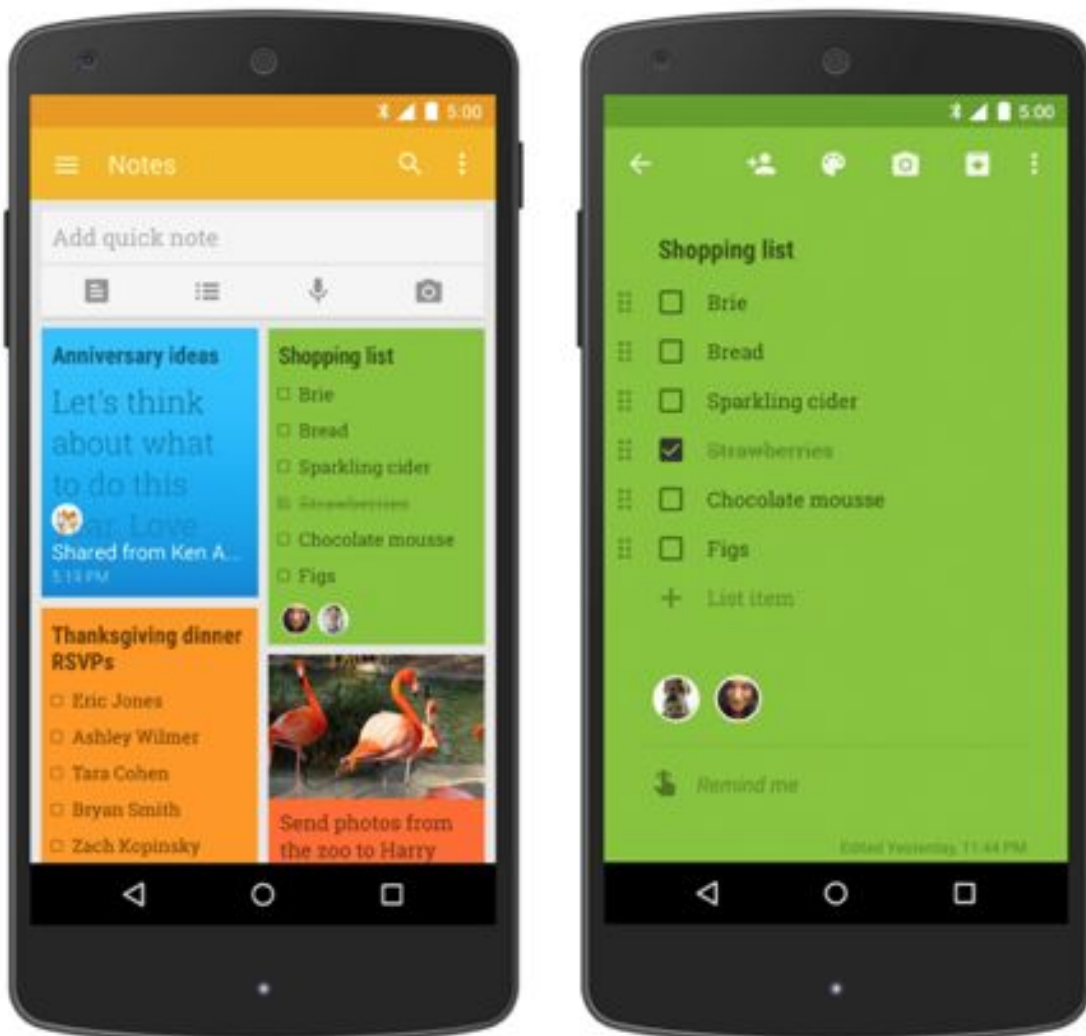 5:00
Notes
Add quick note
Anniversary ideas
Let's think
about what
to do this
Love
Shared from Ken A...
5:19 PM
Thanksgiving dinner
RSVPs
Eric Jones
Ashley Wilmer
Tara Cohen
Bryan Smith
Zach Kopinsky
Shopping list
Brie
Bread
Sparkling cider
Strawberries
Chocolate mousse
Figs
Send photos from
the zoo to Harry
5:00
Shopping list
Brie
Bread
Sparkling cider
Strawberries
Chocolate mousse
Figs
List item
Remind me
Edited Yesterday, 11:44 PM